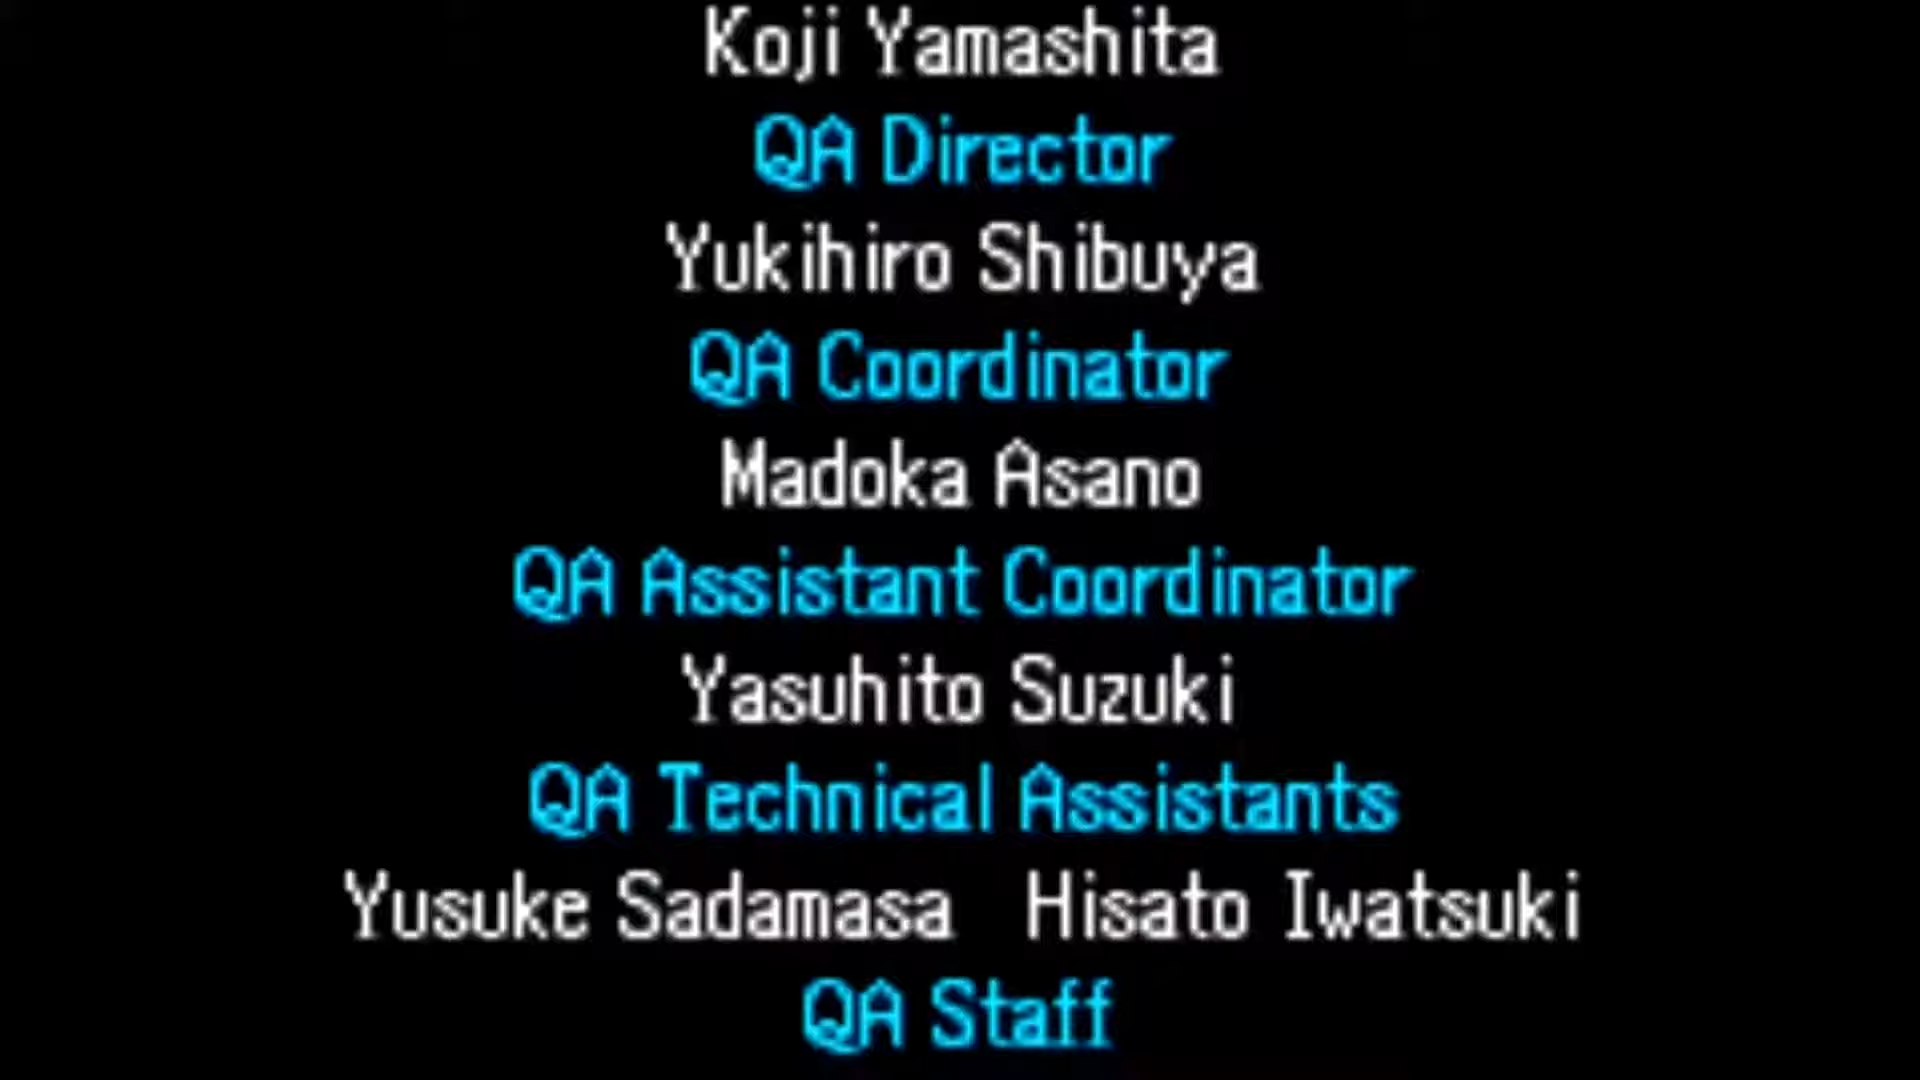 Koji Yamashita
QA Director
Yukihiro Shibuya
QA Coordinator
Madoka Asano
QA Assistant Coordinator
Yasuhito Suzuki
QA Technical Assistants
Yusuke Sadamasa Hisato Iwatsuki
QA Staff